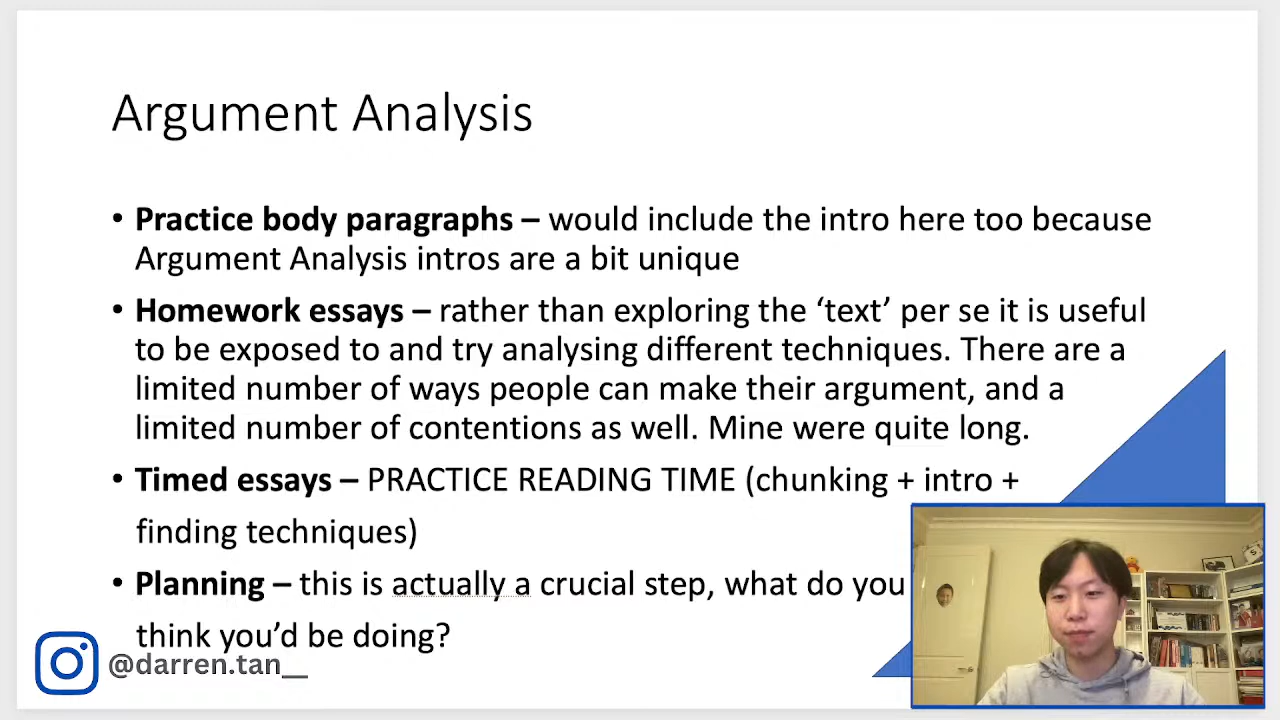 Argument Analysis
• Practice body paragraphs – would include the intro here too because
Argument Analysis intros are a bit unique
• Homework essays – rather than exploring the ‘text’ per se it is useful
to be exposed to and try analysing different techniques. There are a
limited number of ways people can make their argument, and a
limited number of contentions as well. Mine were quite long.
• Timed essays – PRACTICE READING TIME (chunking + intro +
finding techniques)
• Planning – this is actually a crucial step, what do you
think you’d be doing?
@darren.tan__